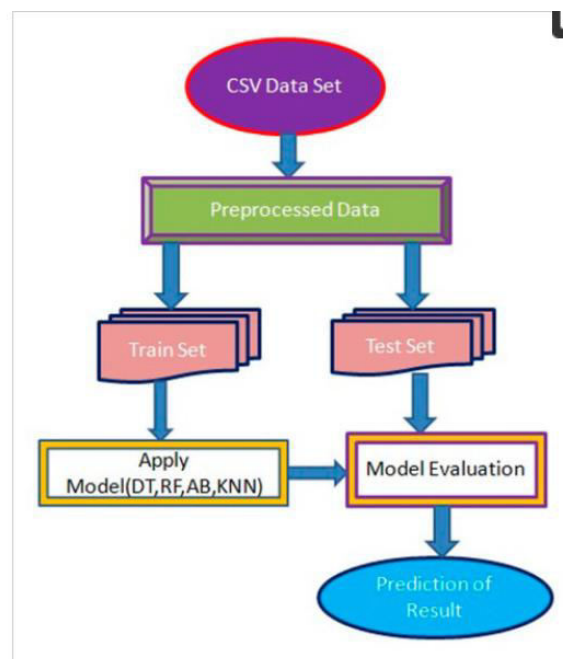 CSV Data Set
Preprocessed Data
Train Set
Test Set
Apply
Model(DT,RF,AB,KNN)
Model Evaluation
Prediction of
Result